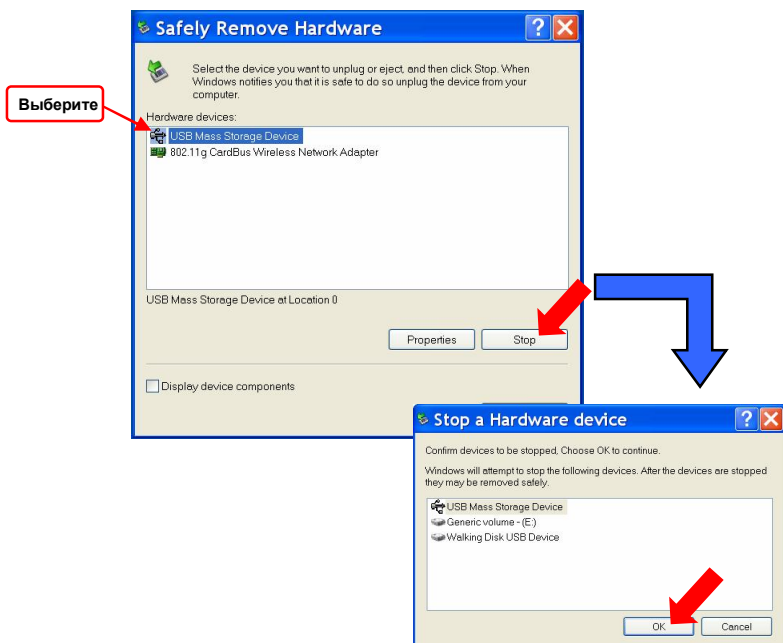 Safely Remove Hardware
Select the device you want to unplug or eject, and then click Stop. When
Windows notifies you that it is safe to do so unplug the device from your
computer.
Выберите
Hardware devices:
USB Mass Storage Device
802.11g CardBus Wireless Network Adapter
USB Mass Storage Device at Location 0
Properties
Stop
Display device components
Stop a Hardware device
Confirm devices to be stopped, Choose OK to continue.
Windows will attempt to stop the following devices. After the devices are stopped
they may be removed safely.
USB Mass Storage Device
Generic volume - (E:)
Walking Disk USB Device
OK
Cancel